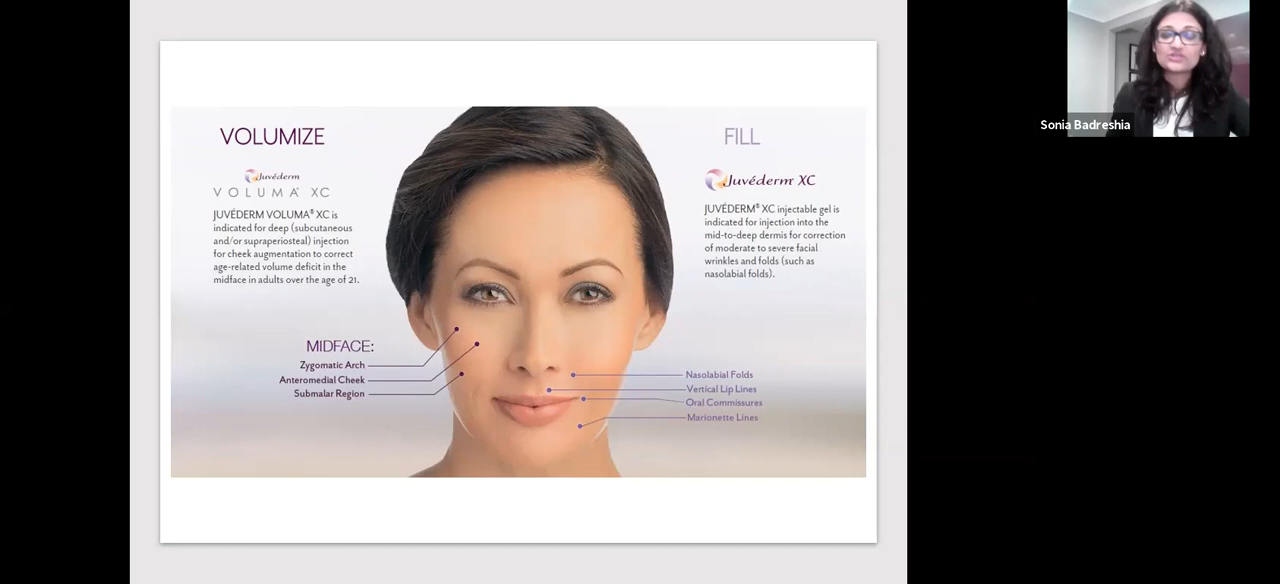 VOLUMIZE
Juvéderm
VOLUMA® XC
JUVÉDERM VOLUMA® XC is
indicated for deep (subcutaneous
and/or supraperiosteal) injection
for cheek augmentation to correct
age-related volume deficit in the
midface in adults over the age of 21.
MIDFACE:
Zygomatic Arch
Anteromedial Cheek
Submalar Region
FILL
Juvéderm® XC
JUVÉDERM® XC injectable gel is
indicated for injection into the
mid-to-deep dermis for correction
of moderate to severe facial
wrinkles and folds (such as
nasolabial folds).
Nasolabial Folds
Vertical Lip Lines
Oral Commissures
Marionette Lines
Sonia Badreshia